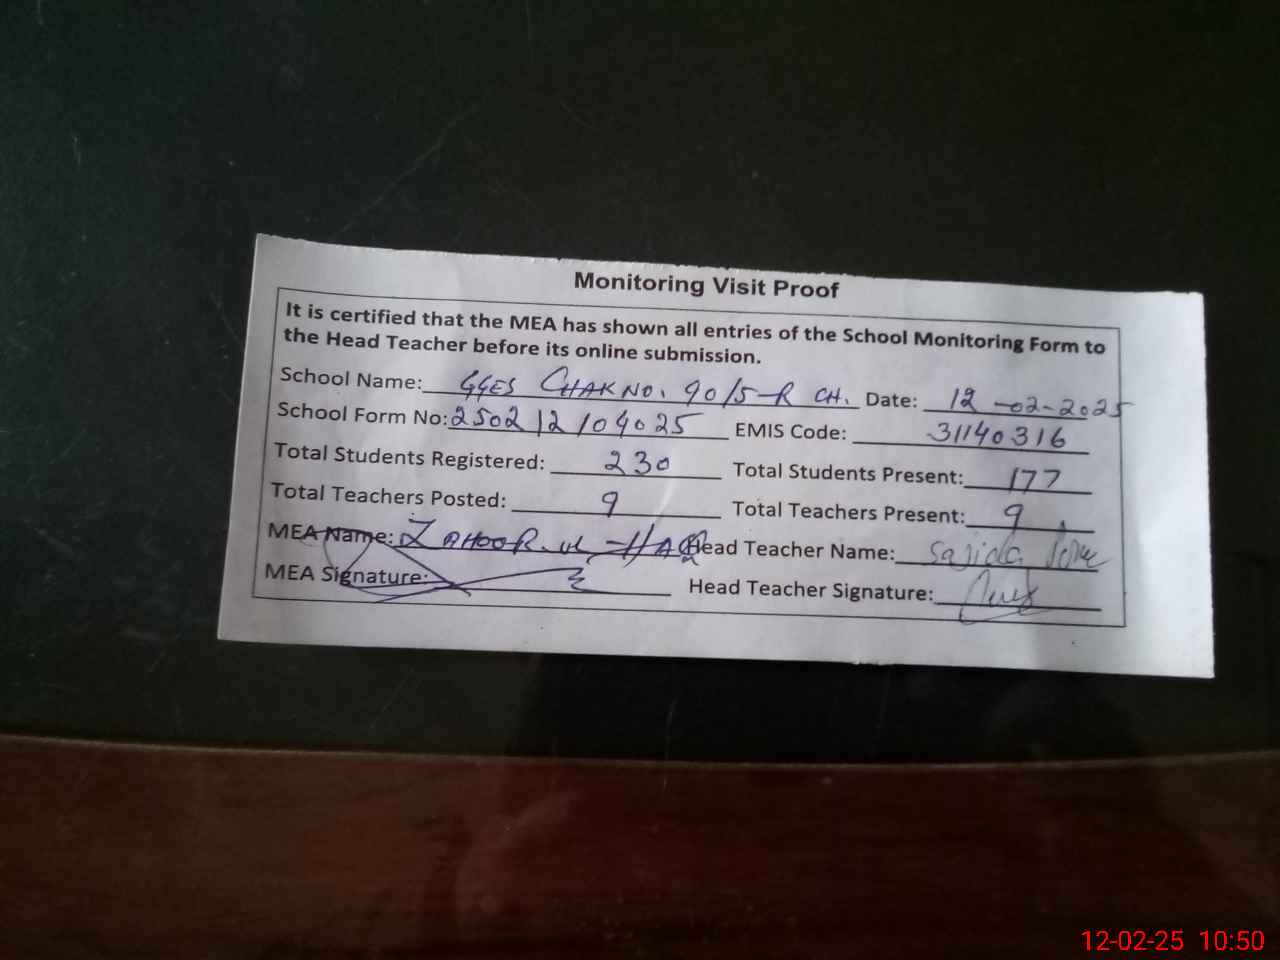 Monitoring Visit Proof
It is certified that the MEA has shown all entries of the School Monitoring Form to
the Head Teacher before its online submission.
School Name: GGES CHAK NO. 90/5-R CH. Date: 12-02-2025
School Form No: 250212104025 EMIS Code: 31140316
Total Students Registered: 230 Total Students Present: 177
Total Teachers Posted: 9 Total Teachers Present: 9
MEA Name: ZAHOOR-UL-HAQ Head Teacher Name: Sajida
MEA Signature: Head Teacher Signature:
12-02-25 10:50